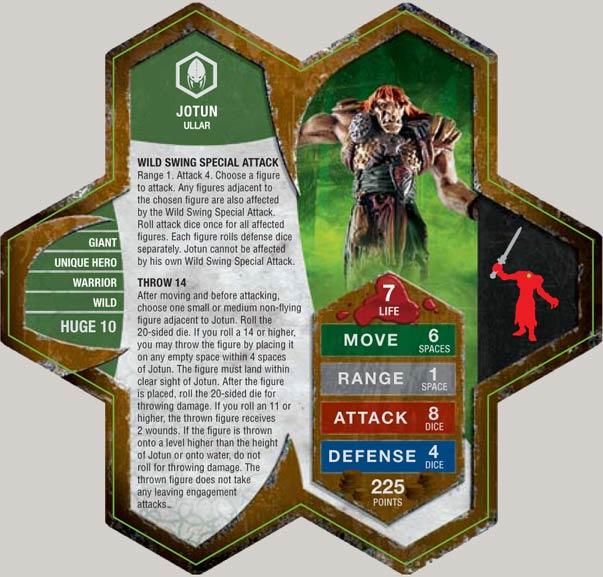 JOTUN
ULLAR
WILD SWING SPECIAL ATTACK
Range 1. Attack 4. Choose a figure
to attack. Any figures adjacent to
the chosen figure are also affected
by the Wild Swing Special Attack.
Roll attack dice once for all affected
figures. Each figure rolls defense dice
separately. Jotun cannot be affected
by his own Wild Swing Special Attack.
THROW 14
After moving and before attacking,
choose one small or medium non-flying
figure adjacent to Jotun. Roll the
20-sided die. If you roll a 14 or higher,
you may throw the figure by placing it
on any empty space within 4 spaces
of Jotun. The figure must land within
clear sight of Jotun. After the figure
is placed, roll the 20-sided die for
throwing damage. If you roll an 11 or
higher, the thrown figure receives
2 wounds. If the figure is thrown
onto a level higher than the height
of Jotun or onto water, do not
roll for throwing damage. The
thrown figure does not take
any leaving engagement
attacks.
GIANT
UNIQUE HERO
WARRIOR
WILD
HUGE 10
7
LIFE
MOVE 6
SPACES
RANGE 1
SPACE
ATTACK 8
DICE
DEFENSE 4
DICE
225
POINTS